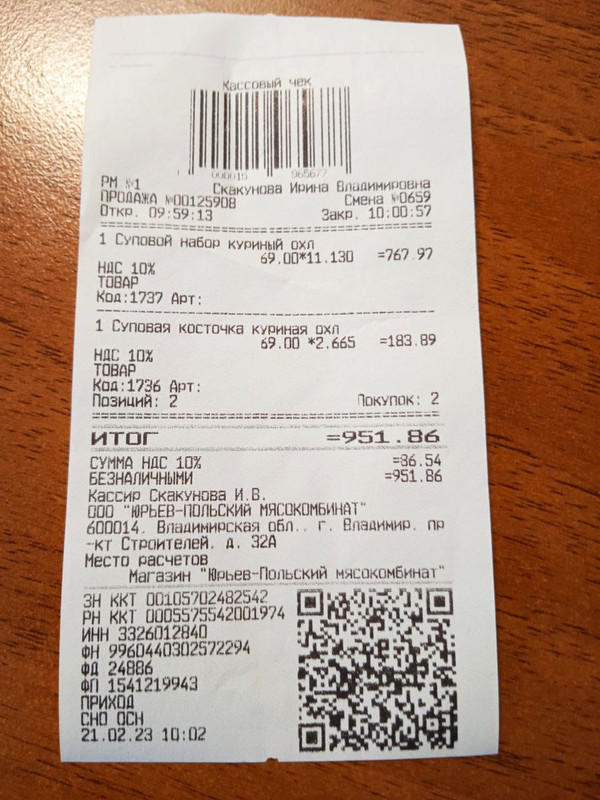 Кассовый чек
000015 965677
РМ №1 Скакунова Ирина Владимировна
ПРОДАЖА №00125908 Смена №0659
Откр. 09:59:13 Закр. 10:00:57
1 Суповой набор куриный охл
69.00*11.130 =767.97
НДС 10%
ТОВАР
Код:1737 Арт:
1 Суповая косточка куриная охл
69.00 *2.665 =183.89
НДС 10%
ТОВАР
Код:1736 Арт:
Позиций: 2 Покупок: 2
ИТОГ =951.86
СУММА НДС 10% =86.54
БЕЗНАЛИЧНЫМИ =951.86
Кассир Скакунова И.В.
ООО "ЮРЬЕВ-ПОЛЬСКИЙ МЯСОКОМБИНАТ"
600014, Владимирская обл., г. Владимир, пр
-кт Строителей, д. 32А
Место расчетов
Магазин "Юрьев-Польский мясокомбинат"
ЗН ККТ 00105702482542
РН ККТ 0005575542001974
ИНН 3326012840
ФН 9960440302572294
ФД 24886
ФП 1541219943
ПРИХОД
СНО ОСН
21.02.23 10:02